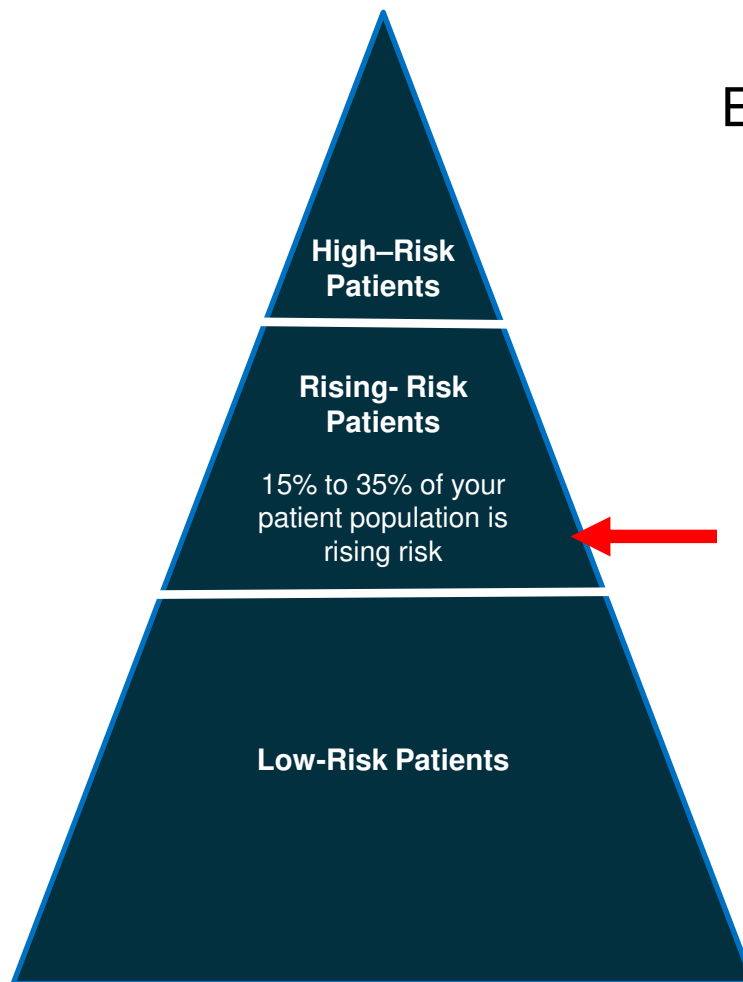 E
High–Risk
Patients
Rising- Risk
Patients
15% to 35% of your
patient population is
rising risk
Low-Risk Patients